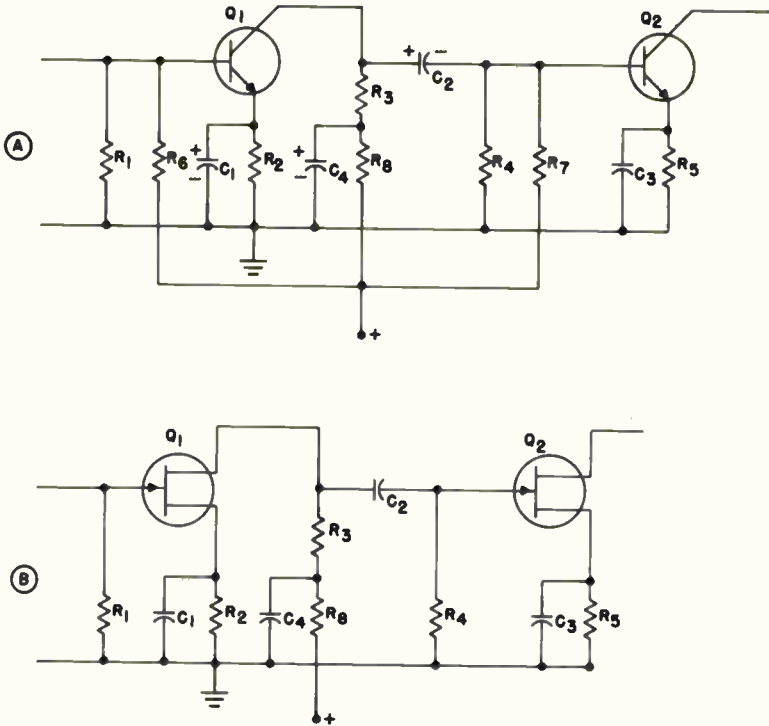 A
Q1
R1
R6
+
C1
−
R2
+
C4
−
R3
R8
+
−
C2
R4
R7
Q2
C3
R5
+
B
Q1
R1
C1
R2
C4
R3
R8
C2
R4
Q2
C3
R5
+